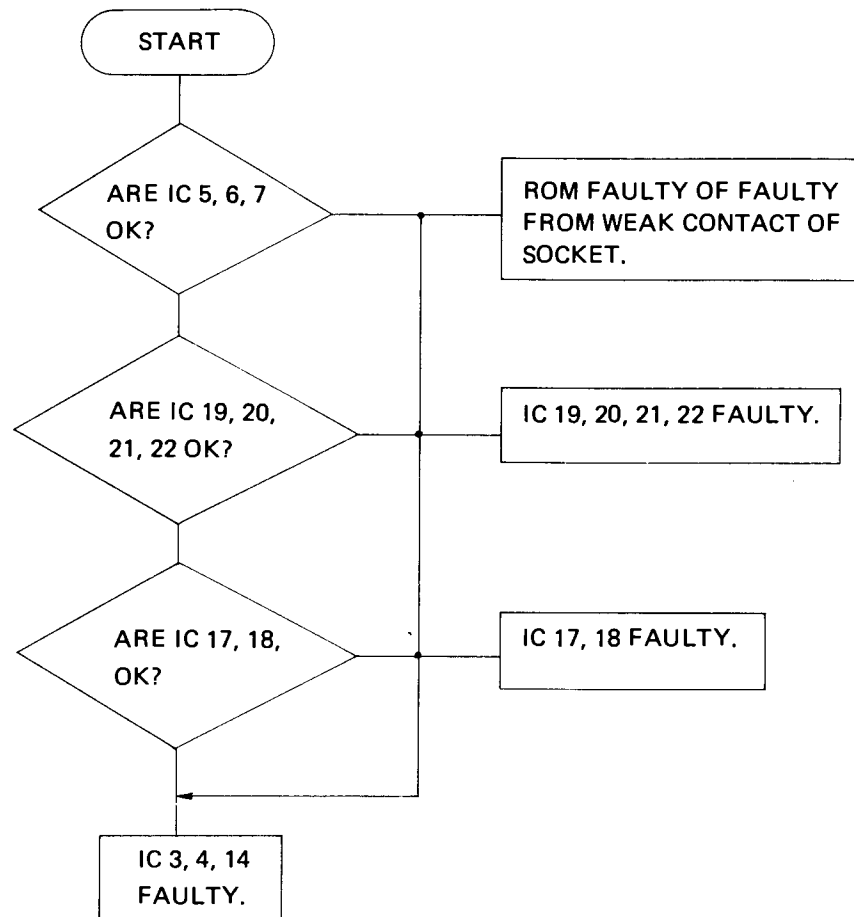 START
ARE IC 5, 6, 7
OK?
ROM FAULTY OF FAULTY
FROM WEAK CONTACT OF
SOCKET.
ARE IC 19, 20,
21, 22 OK?
IC 19, 20, 21, 22 FAULTY.
ARE IC 17, 18,
OK?
IC 17, 18 FAULTY.
IC 3, 4, 14
FAULTY.